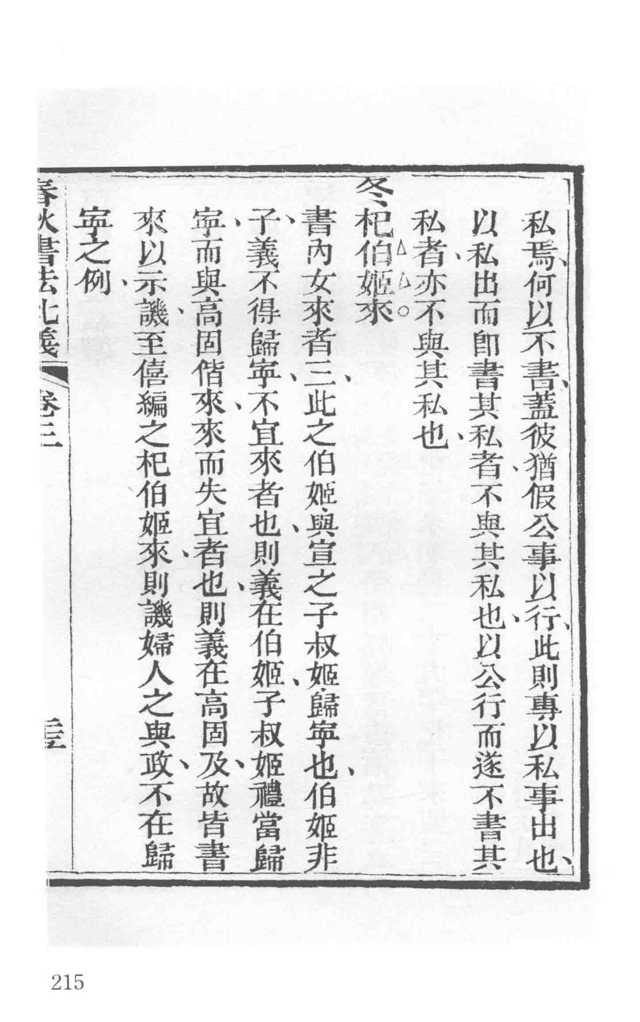 私焉何以不書蓋彼猶假公事以行此則專以私事出也
以私出而卽書其私者不與其私也以公行而遂不書其
私者亦不與其私也
冬杞伯姬來
書內女來者三此之伯姬與宣之子叔姬歸寧也伯姬非
子義不得歸寧不宜來者也則義在伯姬子叔姬禮當歸
寧而與高固偕來來而失宜者也則義在高固及故皆書
來以示譏至僖編之杞伯姬來則譏婦人之與政不在歸
寧之例
春秋書法比義 卷三
215